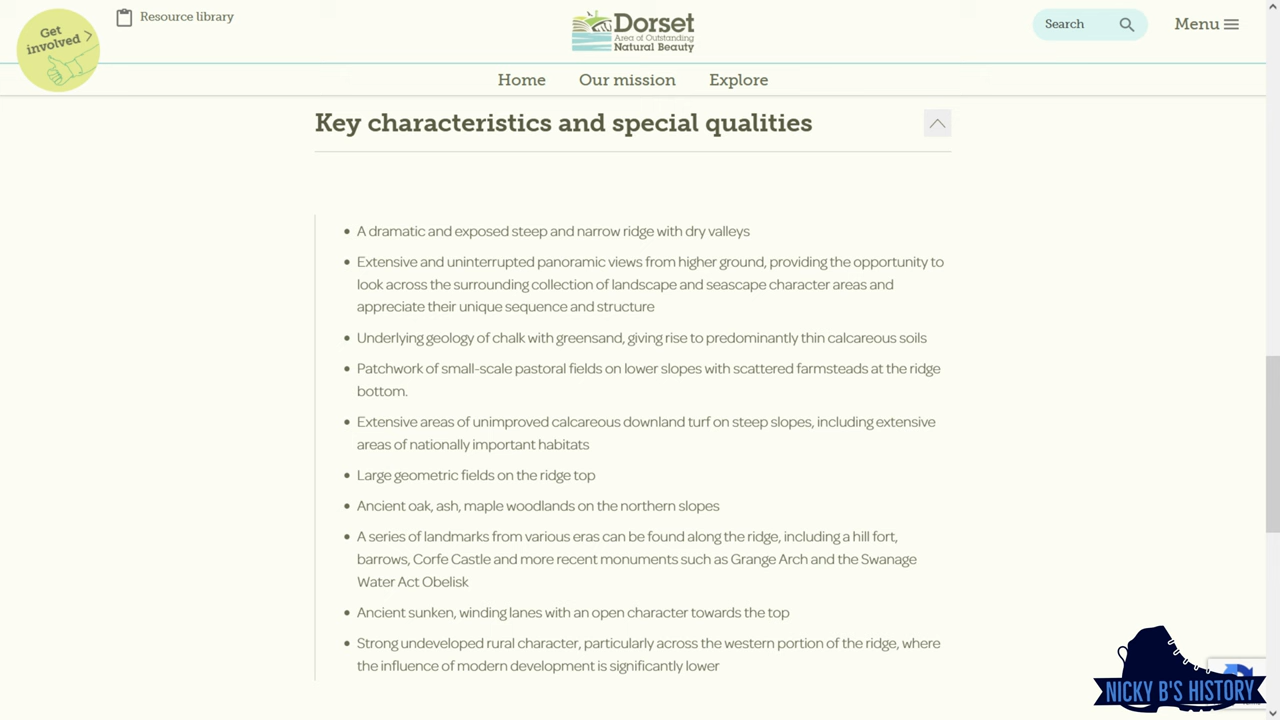 Get
involved
Resource library
Dorset
Area of Outstanding
Natural Beauty
Search
Menu
Home
Our mission
Explore
Key characteristics and special qualities
A dramatic and exposed steep and narrow ridge with dry valleys
Extensive and uninterrupted panoramic views from higher ground, providing the opportunity to
look across the surrounding collection of landscape and seascape character areas and
appreciate their unique sequence and structure
Underlying geology of chalk with greensand, giving rise to predominantly thin calcareous soils
Patchwork of small-scale pastoral fields on lower slopes with scattered farmsteads at the ridge
bottom.
Extensive areas of unimproved calcareous downland turf on steep slopes, including extensive
areas of nationally important habitats
Large geometric fields on the ridge top
Ancient oak, ash, maple woodlands on the northern slopes
A series of landmarks from various eras can be found along the ridge, including a hill fort,
barrows, Corfe Castle and more recent monuments such as Grange Arch and the Swanage
Water Act Obelisk
Ancient sunken, winding lanes with an open character towards the top
Strong undeveloped rural character, particularly across the western portion of the ridge, where
the influence of modern development is significantly lower
NICKY B'S HISTORY